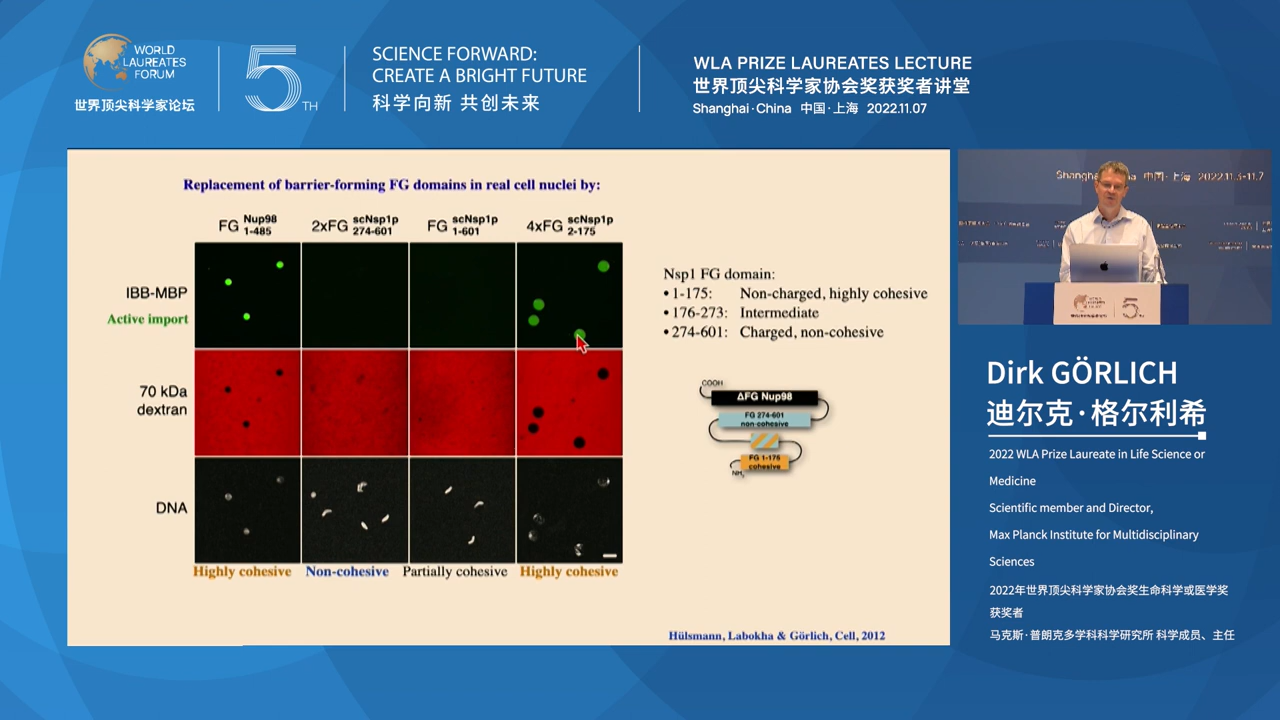 WORLD
LAUREATES
FORUM
世界顶尖科学家论坛
5TH
SCIENCE FORWARD:
CREATE A BRIGHT FUTURE
科学向新 共创未来
WLA PRIZE LAUREATES LECTURE
世界顶尖科学家协会奖获奖者讲堂
Shanghai·China 中国·上海 2022.11.07
Replacement of barrier-forming FG domains in real cell nuclei by:
FG Nup98 1-485
2xFG scNsp1p 274-601
FG scNsp1p 1-601
4xFG scNsp1p 2-175
IBB-MBP
Active import
70 kDa
dextran
DNA
Highly cohesive
Non-cohesive
Partially cohesive
Highly cohesive
Nsp1 FG domain:
• 1-175: Non-charged, highly cohesive
• 176-273: Intermediate
• 274-601: Charged, non-cohesive
COOH
ΔFG Nup98
FG 274-601
non-cohesive
FG 1-175
cohesive
NH2
Hülsmann, Labokha & Görlich, Cell, 2012
中国·上海 2022.11.3-11.7
5TH
Dirk GÖRLICH
迪尔克·格尔利希
2022 WLA Prize Laureate in Life Science or
Medicine
Scientific member and Director,
Max Planck Institute for Multidisciplinary
Sciences
2022年世界顶尖科学家协会奖生命科学或医学奖
获奖者
马克斯·普朗克多学科科学研究所 科学成员、主任